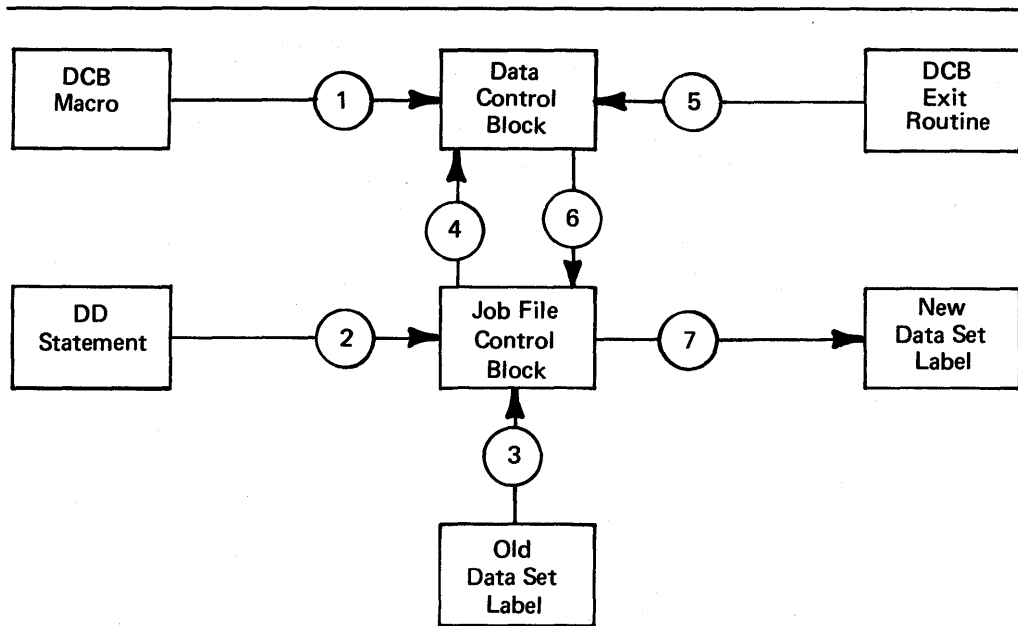 DCB
Macro
1
Data
Control
Block
5
DCB
Exit
Routine
4
6
DD
Statement
2
Job File
Control
Block
7
New
Data Set
Label
3
Old
Data Set
Label